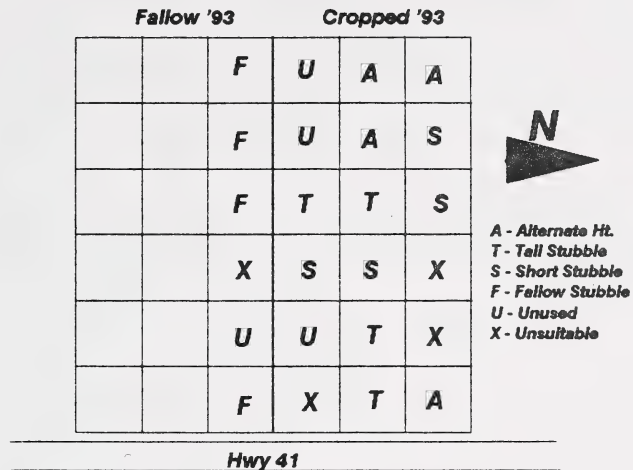 Fallow '93 Cropped '93
F U A A
F U A S
F T T S
X S S X
U U T X
F X T A
N
A - Alternate Ht.
T - Tall Stubble
S - Short Stubble
F - Fallow Stubble
U - Unused
X - Unsuitable
Hwy 41